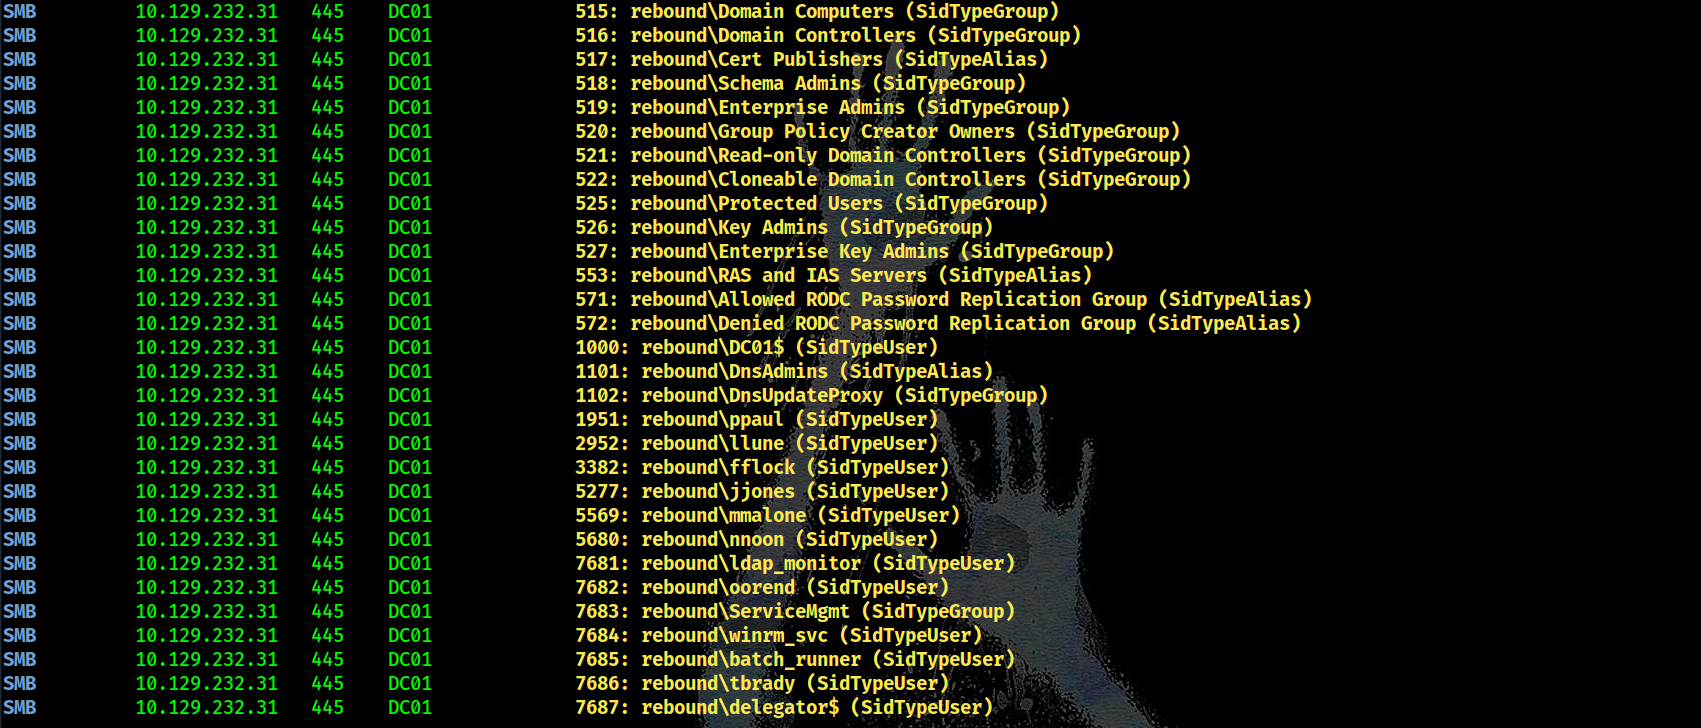 SMB 10.129.232.31 445 DC01 515: rebound\Domain Computers (SidTypeGroup)
SMB 10.129.232.31 445 DC01 516: rebound\Domain Controllers (SidTypeGroup)
SMB 10.129.232.31 445 DC01 517: rebound\Cert Publishers (SidTypeAlias)
SMB 10.129.232.31 445 DC01 518: rebound\Schema Admins (SidTypeGroup)
SMB 10.129.232.31 445 DC01 519: rebound\Enterprise Admins (SidTypeGroup)
SMB 10.129.232.31 445 DC01 520: rebound\Group Policy Creator Owners (SidTypeGroup)
SMB 10.129.232.31 445 DC01 521: rebound\Read-only Domain Controllers (SidTypeGroup)
SMB 10.129.232.31 445 DC01 522: rebound\Cloneable Domain Controllers (SidTypeGroup)
SMB 10.129.232.31 445 DC01 525: rebound\Protected Users (SidTypeGroup)
SMB 10.129.232.31 445 DC01 526: rebound\Key Admins (SidTypeGroup)
SMB 10.129.232.31 445 DC01 527: rebound\Enterprise Key Admins (SidTypeGroup)
SMB 10.129.232.31 445 DC01 553: rebound\RAS and IAS Servers (SidTypeAlias)
SMB 10.129.232.31 445 DC01 571: rebound\Allowed RODC Password Replication Group (SidTypeAlias)
SMB 10.129.232.31 445 DC01 572: rebound\Denied RODC Password Replication Group (SidTypeAlias)
SMB 10.129.232.31 445 DC01 1000: rebound\DC01$ (SidTypeUser)
SMB 10.129.232.31 445 DC01 1101: rebound\DnsAdmins (SidTypeAlias)
SMB 10.129.232.31 445 DC01 1102: rebound\DnsUpdateProxy (SidTypeGroup)
SMB 10.129.232.31 445 DC01 1951: rebound\ppaul (SidTypeUser)
SMB 10.129.232.31 445 DC01 2952: rebound\llune (SidTypeUser)
SMB 10.129.232.31 445 DC01 3382: rebound\fflock (SidTypeUser)
SMB 10.129.232.31 445 DC01 5277: rebound\jjones (SidTypeUser)
SMB 10.129.232.31 445 DC01 5569: rebound\mmalone (SidTypeUser)
SMB 10.129.232.31 445 DC01 5680: rebound\nnoon (SidTypeUser)
SMB 10.129.232.31 445 DC01 7681: rebound\ldap_monitor (SidTypeUser)
SMB 10.129.232.31 445 DC01 7682: rebound\oorend (SidTypeUser)
SMB 10.129.232.31 445 DC01 7683: rebound\ServiceMgmt (SidTypeGroup)
SMB 10.129.232.31 445 DC01 7684: rebound\winrm_svc (SidTypeUser)
SMB 10.129.232.31 445 DC01 7685: rebound\batch_runner (SidTypeUser)
SMB 10.129.232.31 445 DC01 7686: rebound\tbrady (SidTypeUser)
SMB 10.129.232.31 445 DC01 7687: rebound\delegator$ (SidTypeUser)